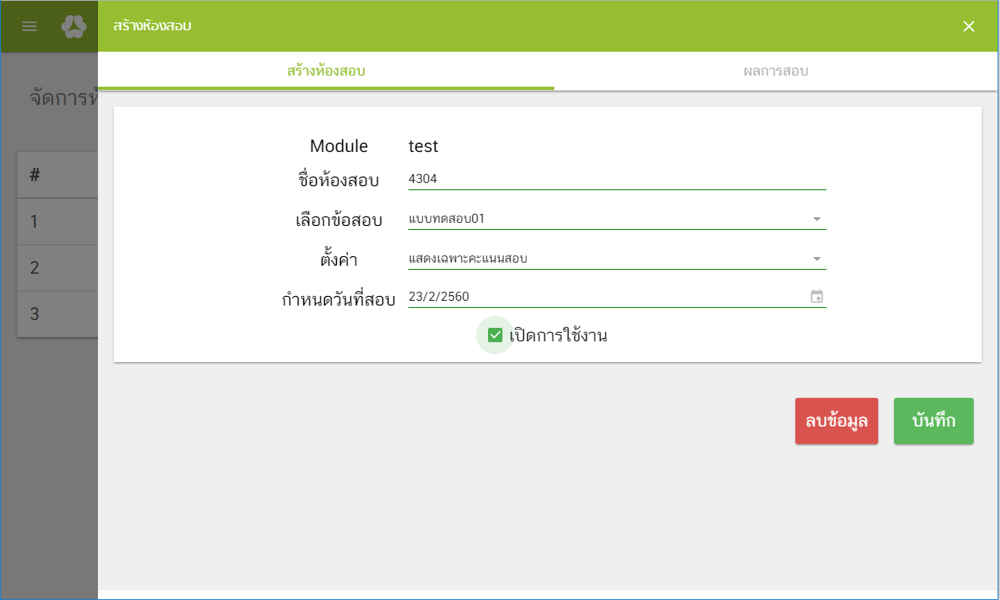 สร้างห้องสอบ
สร้างห้องสอบ ผลการสอบ
จัดการห้
#
1
2
3
Module test
ชื่อห้องสอบ 4304
เลือกข้อสอบ แบบทดสอบ01
ตั้งค่า แสดงเฉพาะคะแนนสอบ
กำหนดวันที่สอบ 23/2/2560
เปิดการใช้งาน
ลบข้อมูล บันทึก